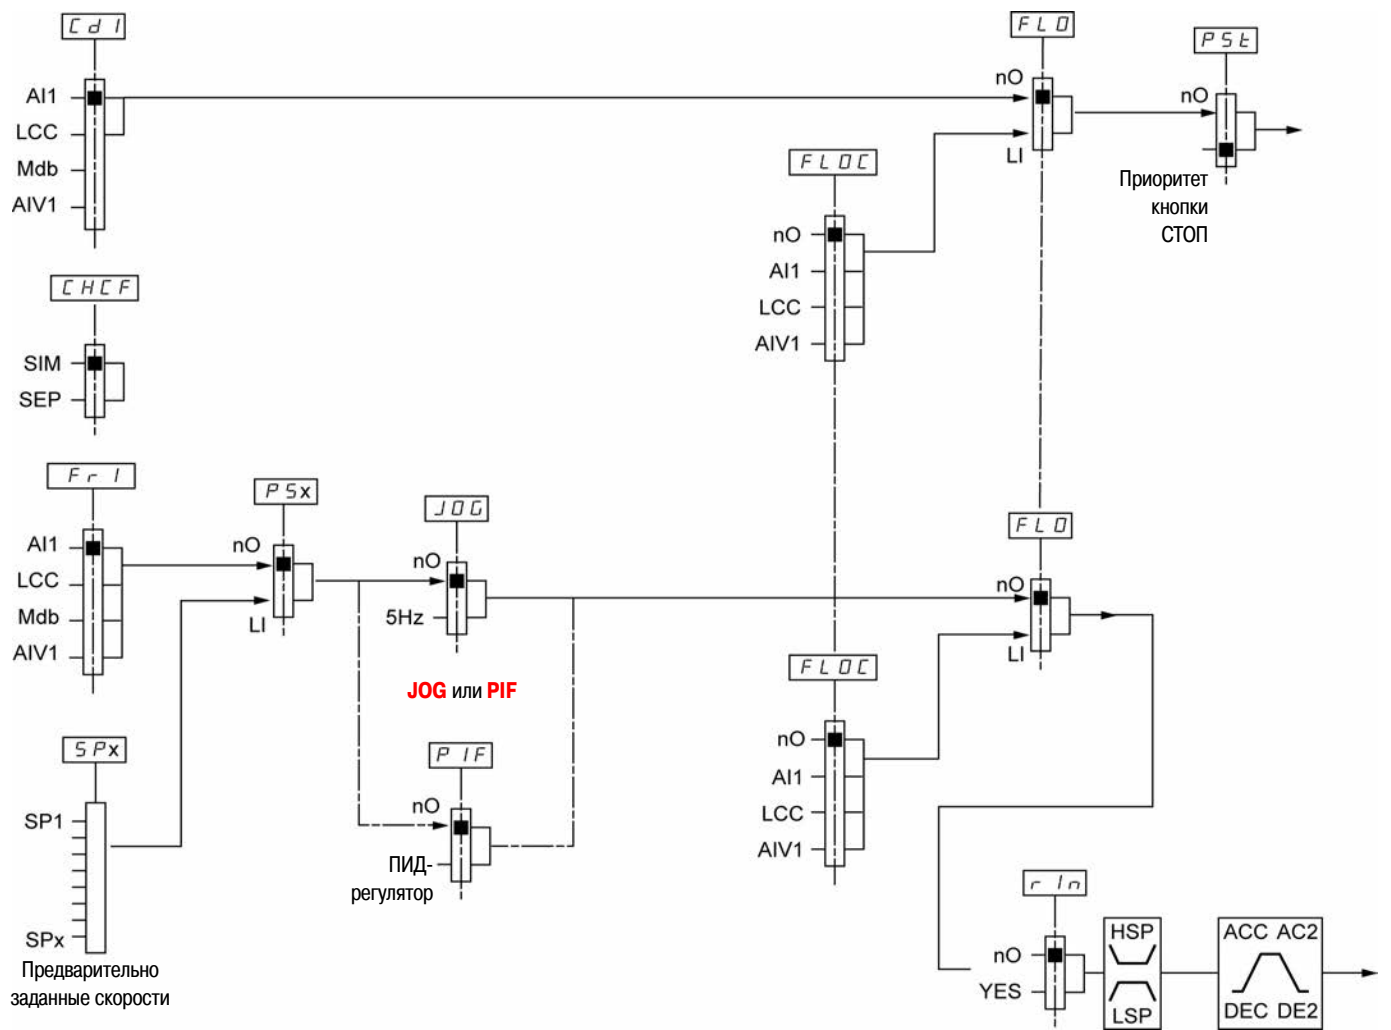 Cd1
AI1
LCC
Mdb
AIV1
FLO
nO
LI
PSt
nO
Приоритет
кнопки
СТОП
FLOC
nO
AI1
LCC
AIV1
CHCF
SIM
SEP
Fr1
AI1
LCC
Mdb
AIV1
PSx
nO
LI
JOG
nO
5Hz
JOG или PIF
PIF
nO
ПИД-
регулятор
SPx
SP1
SPx
Предварительно
заданные скорости
FLO
nO
LI
FLOC
nO
AI1
LCC
AIV1
rIn
nO
YES
HSP
LSP
ACC AC2
DEC DE2